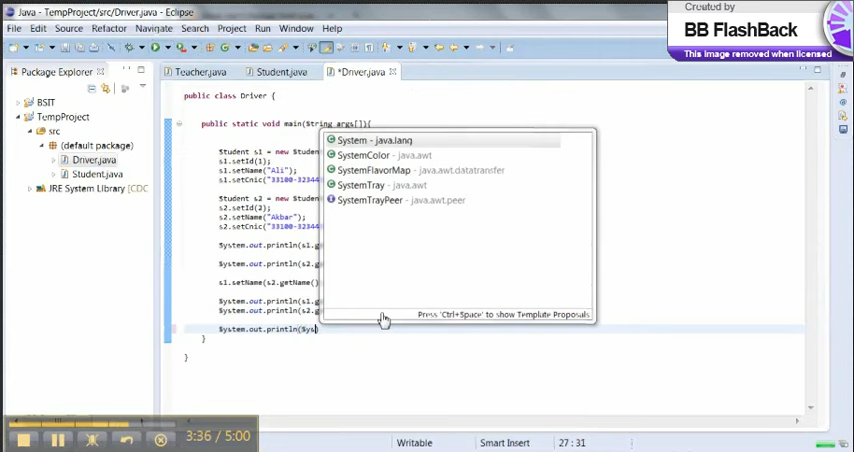 Java - TempProject/src/Driver.java - Eclipse
Created by
BB FlashBack
This image removed when licensed
File Edit Source Refactor Navigate Search Project Run Window Help
Package Explorer
Teacher.java
Student.java
*Driver.java
BSIT
TempProject
src
(default package)
Driver.java
Student.java
JRE System Library [JDC
public class Driver {
public static void main(String args[]){
Student s1 = new Student
s1.setId(1);
s1.setName("Ali");
s1.setCnic("33100-32344
Student s2 = new Student
s2.setId(2);
s2.setName("Akbar");
s2.setCnic("33100-32344
System.out.println(s1.g
System.out.println(s2.g
s1.setName(s2.getName()
System.out.println(s1.g
System.out.println(s2.g
System.out.println(Sys
}
}
System - java.lang
SystemColor - java.awt
SystemFlavorMap - java.awt.datatransfer
SystemTray - java.awt
SystemTrayPeer - java.awt.peer
Press 'Ctrl+Space' to show Template Proposals
3:36 / 5:00
Writable
Smart Insert
27 : 31